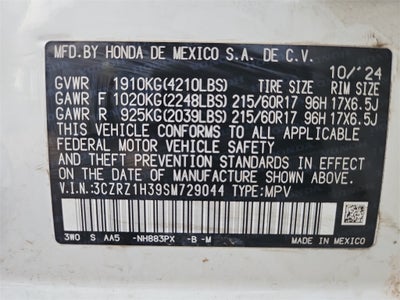 MFD.BY HONDA DE MEXICO S.A. DE C.V.
10/'24
TIRE SIZE RIM SIZE
GVWR 1910KG(4210LBS)
GAWR F 1020KG(2248LBS) 215/60R17 96H 17X6.5J
GAWR R 925KG(2039LBS) 215/60R17 96H 17X6.5J
THIS VEHICLE CONFORMS TO ALL APPLICABLE
FEDERAL MOTOR VEHICLE SAFETY, BUMPER,
AND THEFT PREVENTION STANDARDS IN EFFECT
ON THE DATE OF MANUFACTURE SHOWN ABOVE.
V.I.N:3CZRZ1H39SM729044 TYPE:MPV
3W0 S AA5 -NH883PX -B -M
MADE IN MEXICO